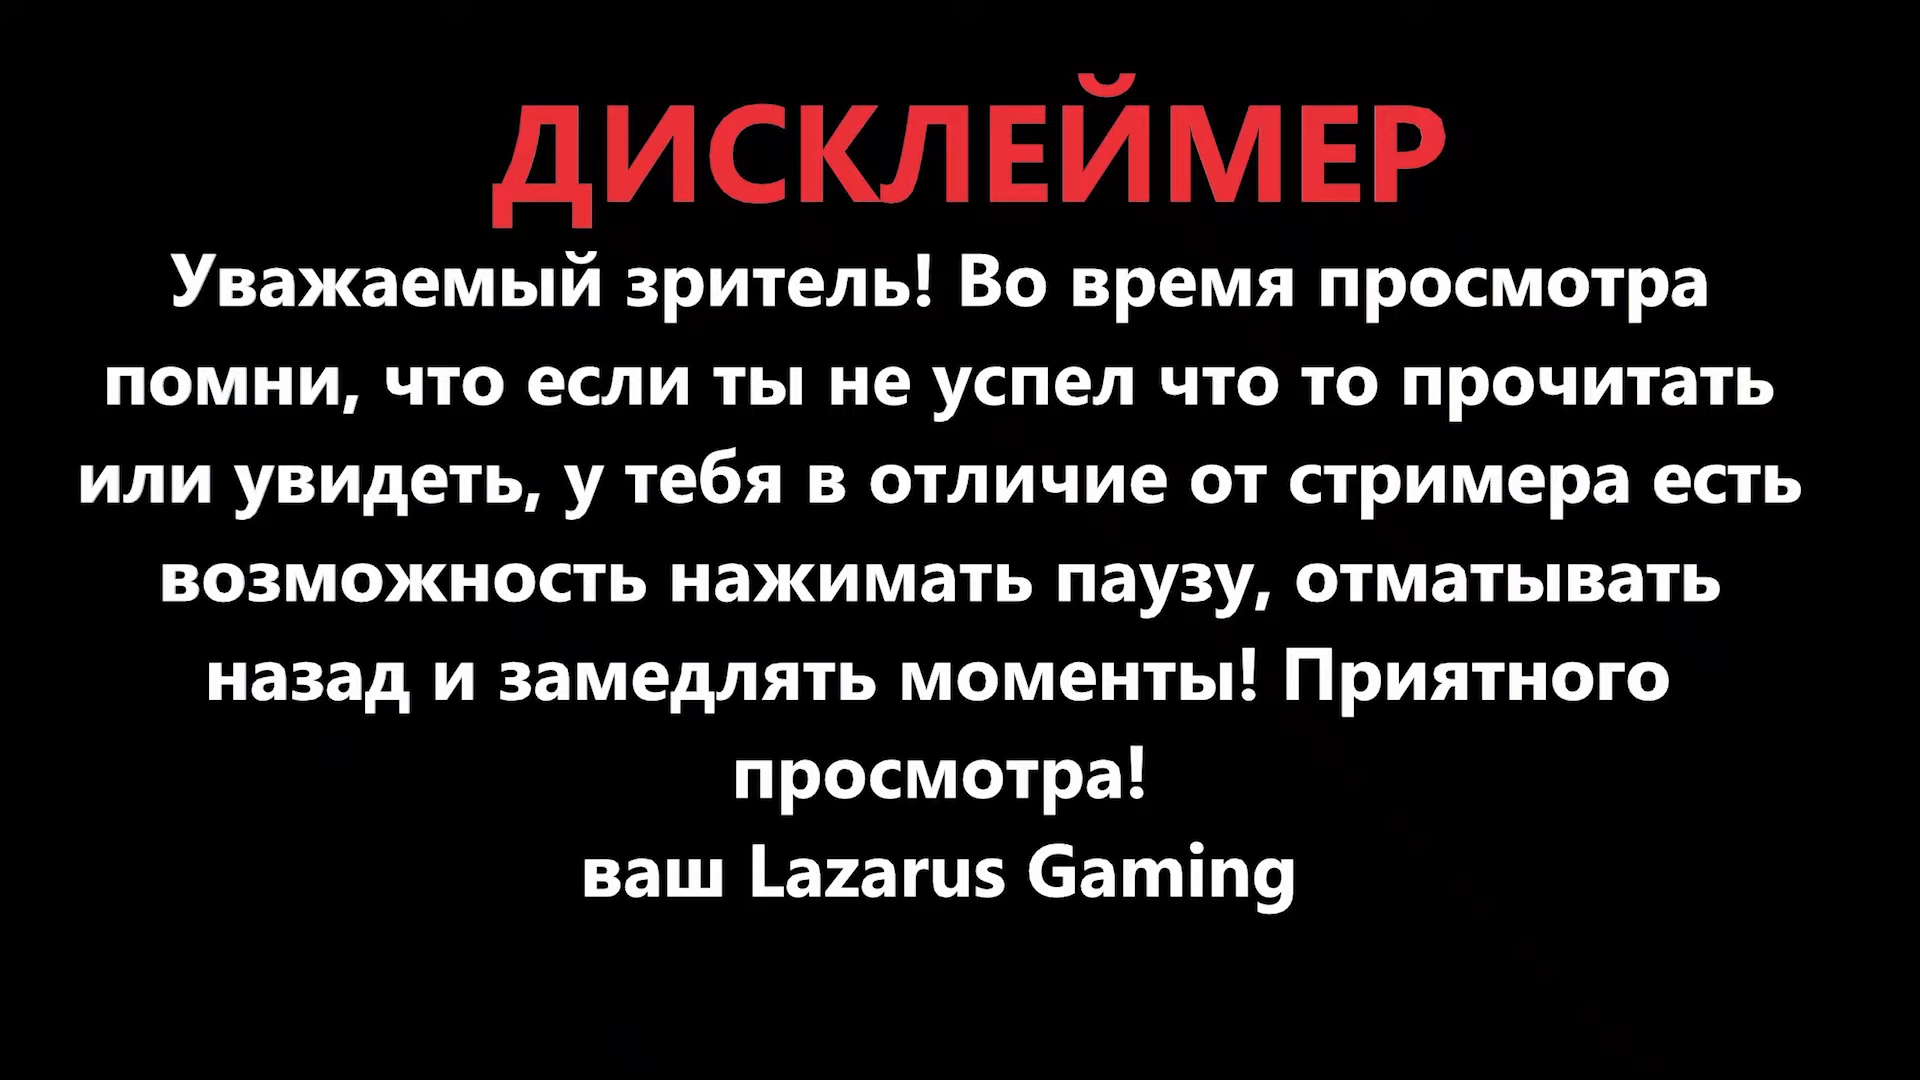 ДИСКЛЕЙМЕР
Уважаемый зритель! Во время просмотра
помни, что если ты не успел что то прочитать
или увидеть, у тебя в отличие от стримера есть
возможность нажимать паузу, отматывать
назад и замедлять моменты! Приятного
просмотра!
ваш Lazarus Gaming